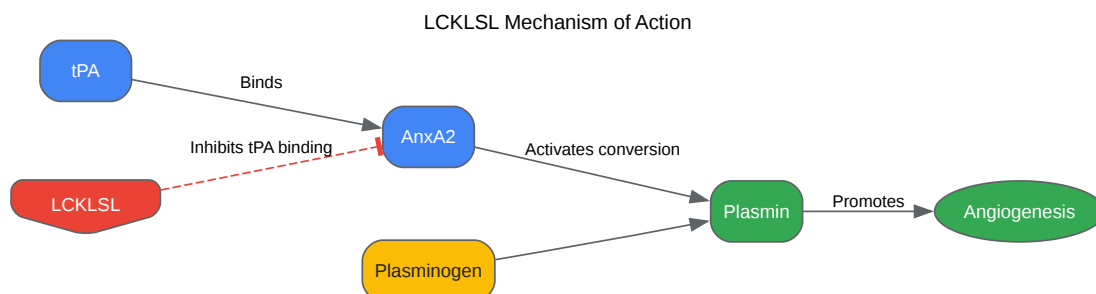 LCKLSL Mechanism of Action
tPA
Binds
AnxA2
Inhibits tPA binding
Activates conversion
LCKLSL
Plasmin
Promotes
Angiogenesis
Plasminogen